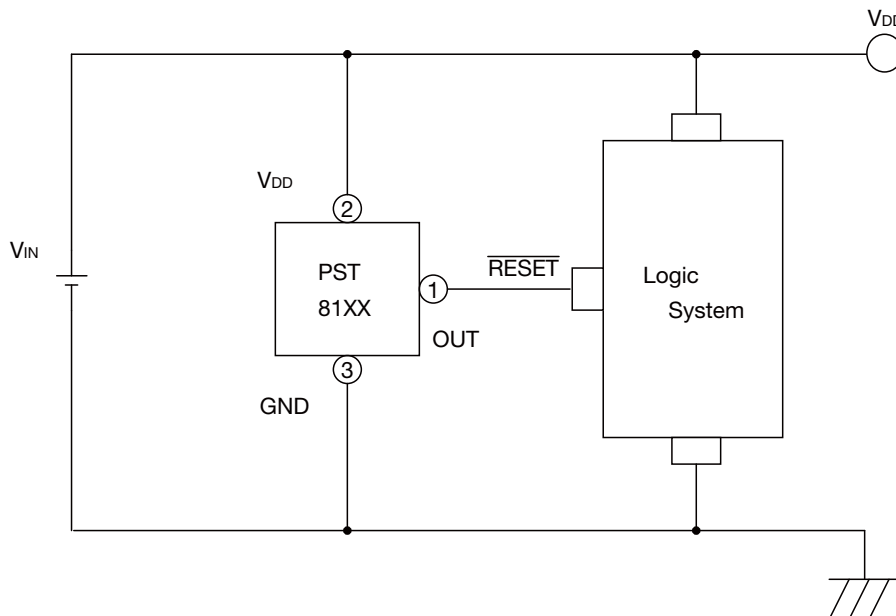 VDD
VDD
2
VIN
PST
81XX
1
RESET
OUT
Logic
System
3
GND